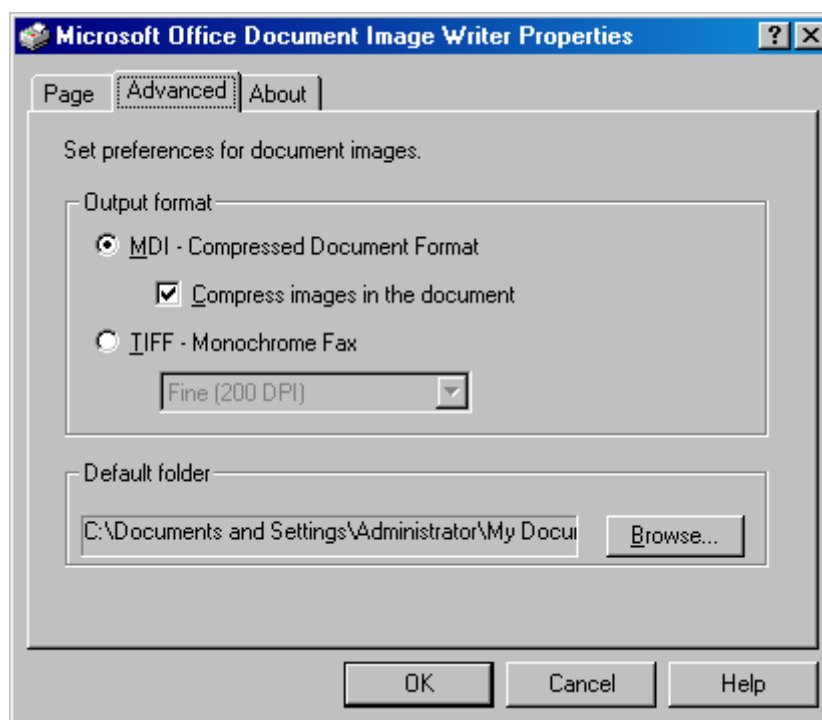 Microsoft Office Document Image Writer Properties
Page Advanced About
Set preferences for document images.
Output format
MDI - Compressed Document Format
Compress images in the document
TIFF - Monochrome Fax
Fine (200 DPI)
Default folder
C:\Documents and Settings\Administrator\My Docu
Browse...
OK Cancel Help